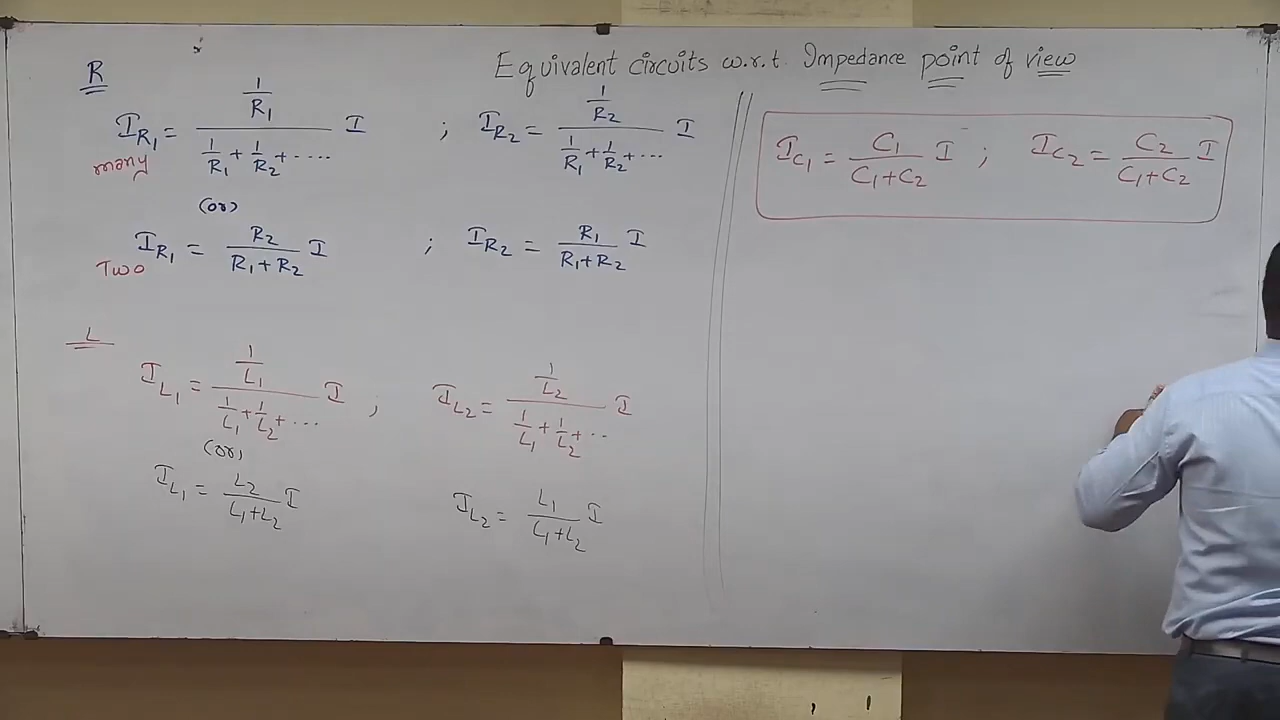 Equivalent circuits w.r.t. Impedance point of view
R
I_R₁ = (1/R₁)/(1/R₁ + 1/R₂ + ....) I ; I_R₂ = (1/R₂)/(1/R₁ + 1/R₂ + ...) I
many
(or)
I_R₁ = R₂/(R₁+R₂) I ; I_R₂ = R₁/(R₁+R₂) I
Two
L
I_L₁ = (1/L₁)/(1/L₁ + 1/L₂ + ...) I ; I_L₂ = (1/L₂)/(1/L₁ + 1/L₂ + ..) I
(or)
I_L₁ = L₂/(L₁+L₂) I I_L₂ = L₁/(L₁+L₂) I
I_C₁ = C₁/(C₁+C₂) I ; I_C₂ = C₂/(C₁+C₂) I